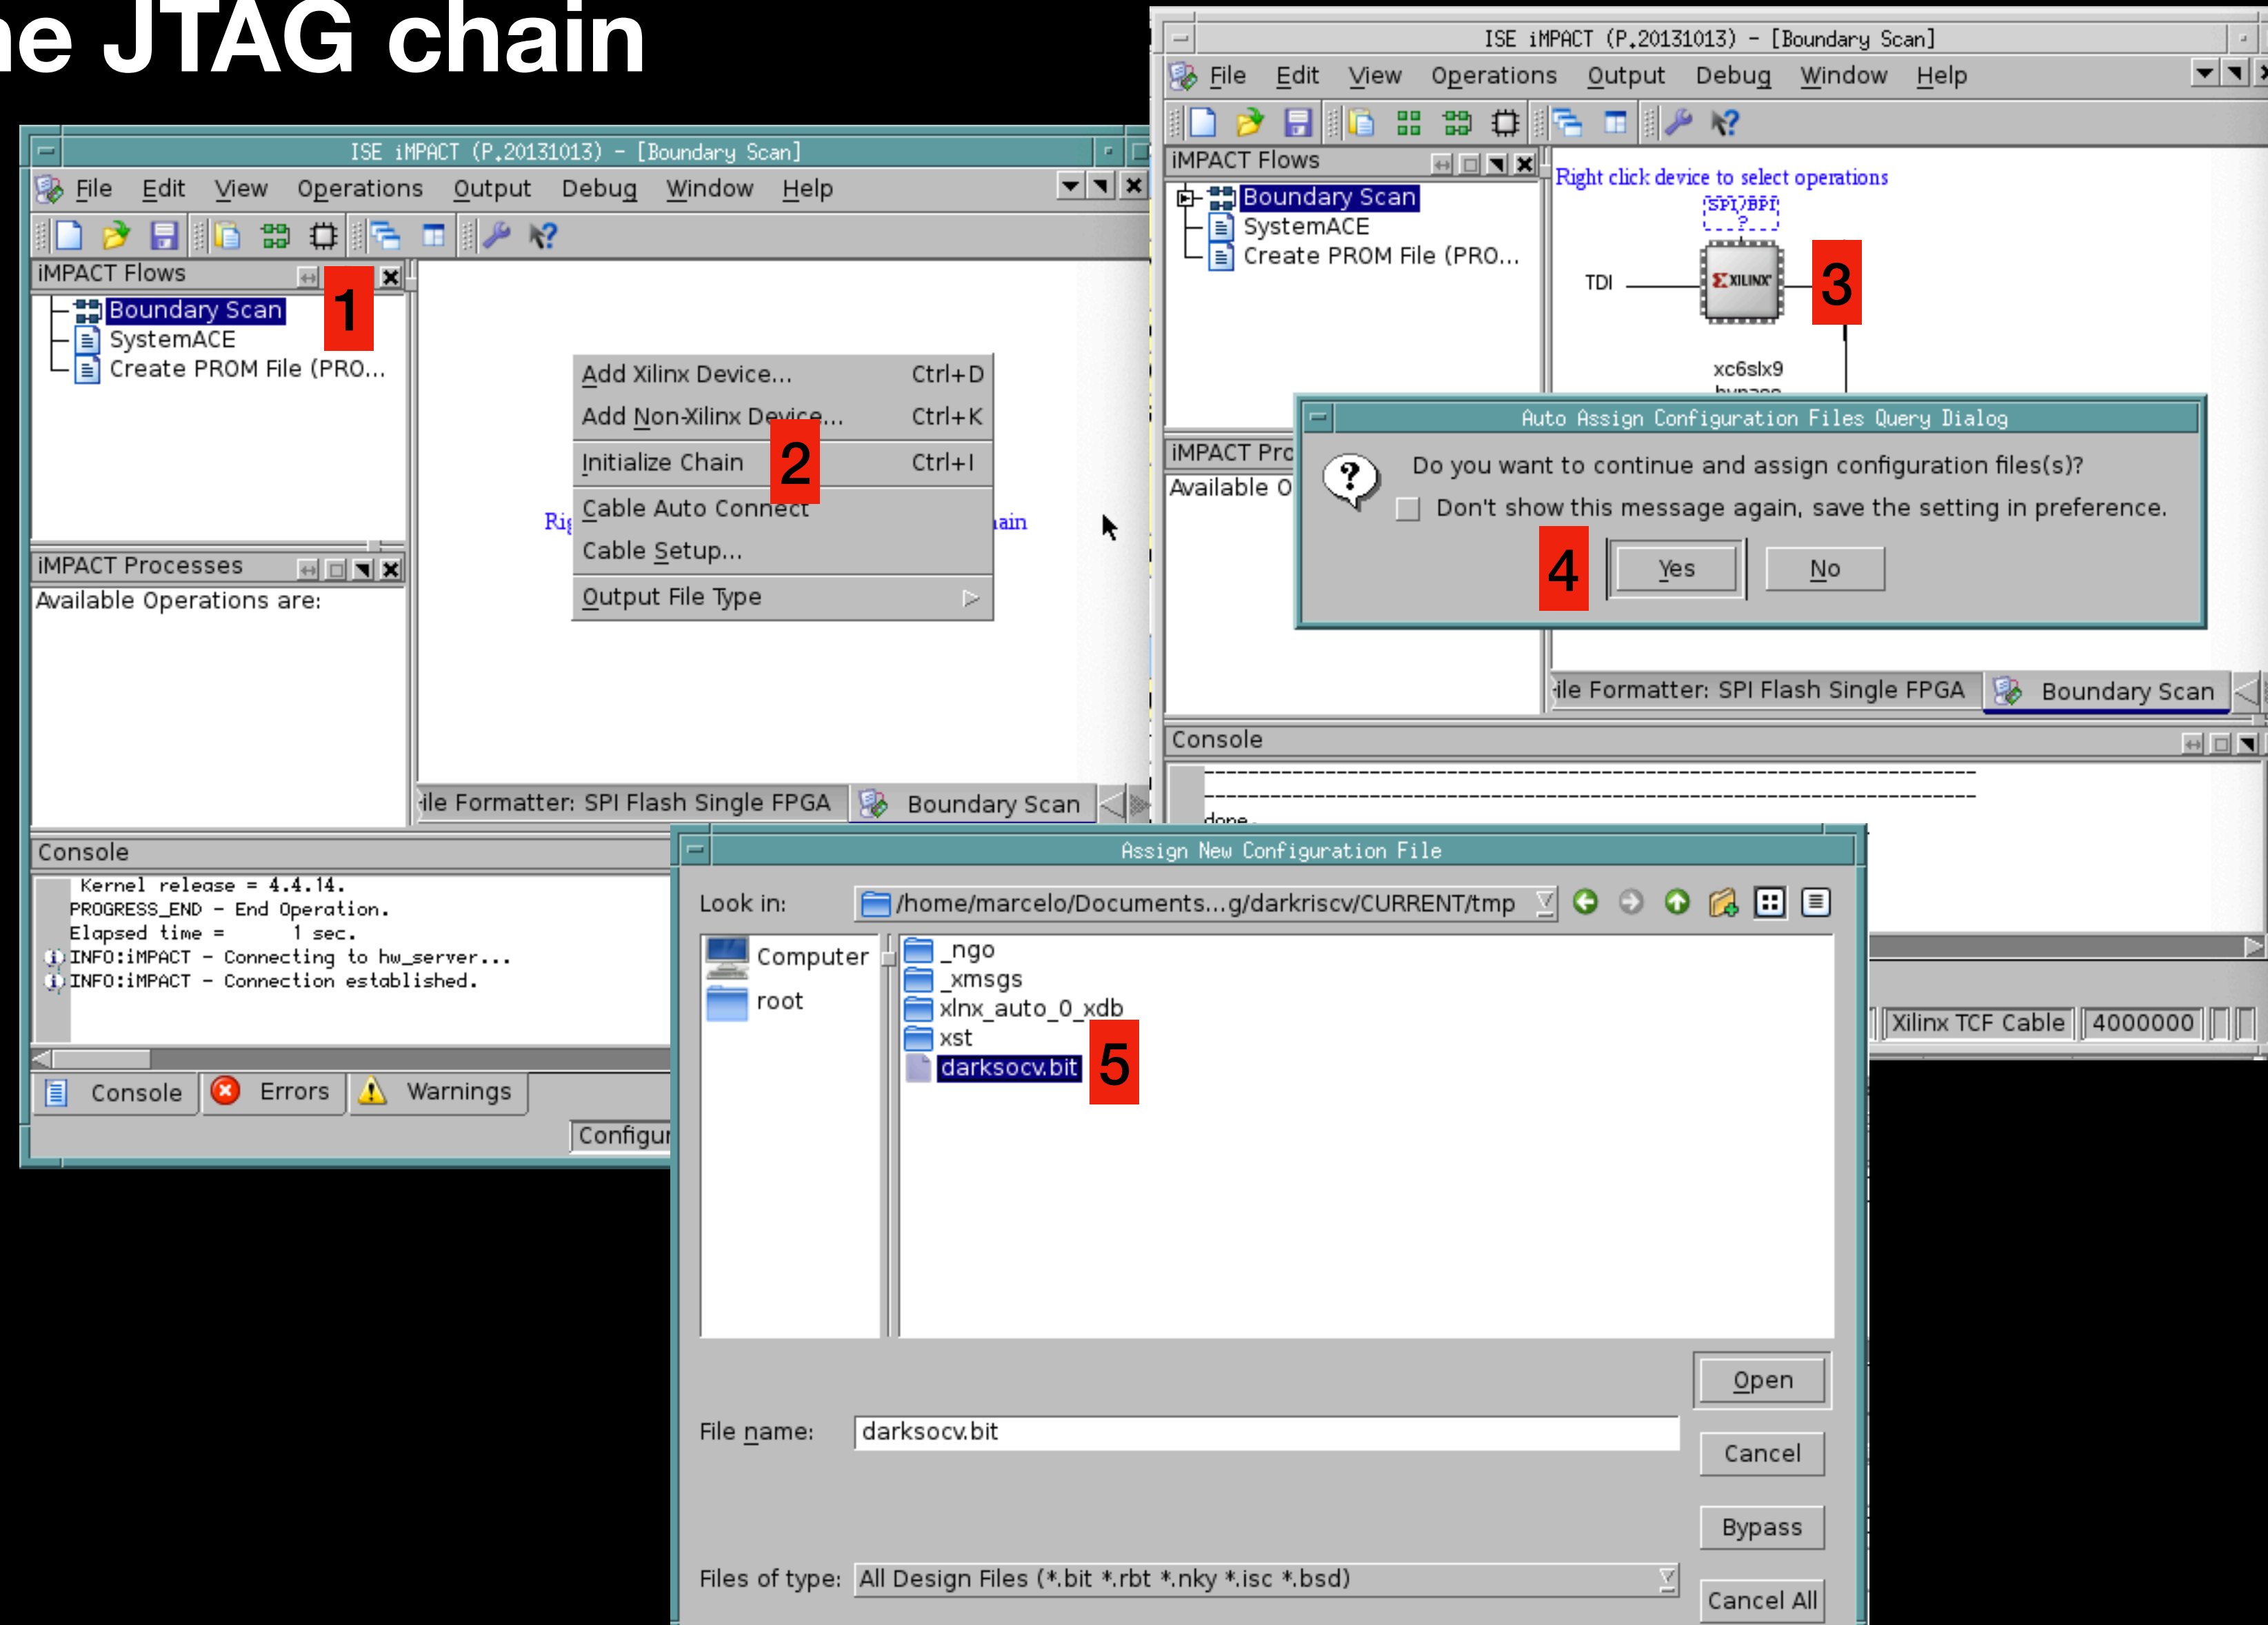 ne JTAG chain
ISE iMPACT (P.20131013) - [Boundary Scan]
File Edit View Operations Output Debug Window Help
iMPACT Flows
1
Boundary Scan
SystemACE
Create PROM File (PRO...
Add Xilinx Device... Ctrl+D
Add Non-Xilinx Device... Ctrl+K
Initialize Chain 2 Ctrl+I
Cable Auto Connect
Cable Setup...
Output File Type
iMPACT Processes
Available Operations are:
ile Formatter: SPI Flash Single FPGA Boundary Scan
Console
Kernel release = 4.4.14.
PROGRESS_END - End Operation.
Elapsed time = 1 sec.
INFO:iMPACT - Connecting to hw_server...
INFO:iMPACT - Connection established.
Console Errors Warnings
Configur
ISE iMPACT (P.20131013) - [Boundary Scan]
File Edit View Operations Output Debug Window Help
iMPACT Flows
Boundary Scan
SystemACE
Create PROM File (PRO...
Right click device to select operations
SPI/BPI
?
TDI XILINX 3
xc6slx9
bypass
iMPACT Pro
Available O
Auto Assign Configuration Files Query Dialog
Do you want to continue and assign configuration files(s)?
Don't show this message again, save the setting in preference.
4 Yes No
ile Formatter: SPI Flash Single FPGA Boundary Scan
Console
done.
Xilinx TCF Cable 4000000
Assign New Configuration File
Look in: /home/marcelo/Documents...g/darkriscv/CURRENT/tmp
Computer
root
_ngo
_xmsgs
xlnx_auto_0_xdb
xst
darksocv.bit 5
Open
File name: darksocv.bit
Cancel
Bypass
Files of type: All Design Files (*.bit *.rbt *.nky *.isc *.bsd)
Cancel All